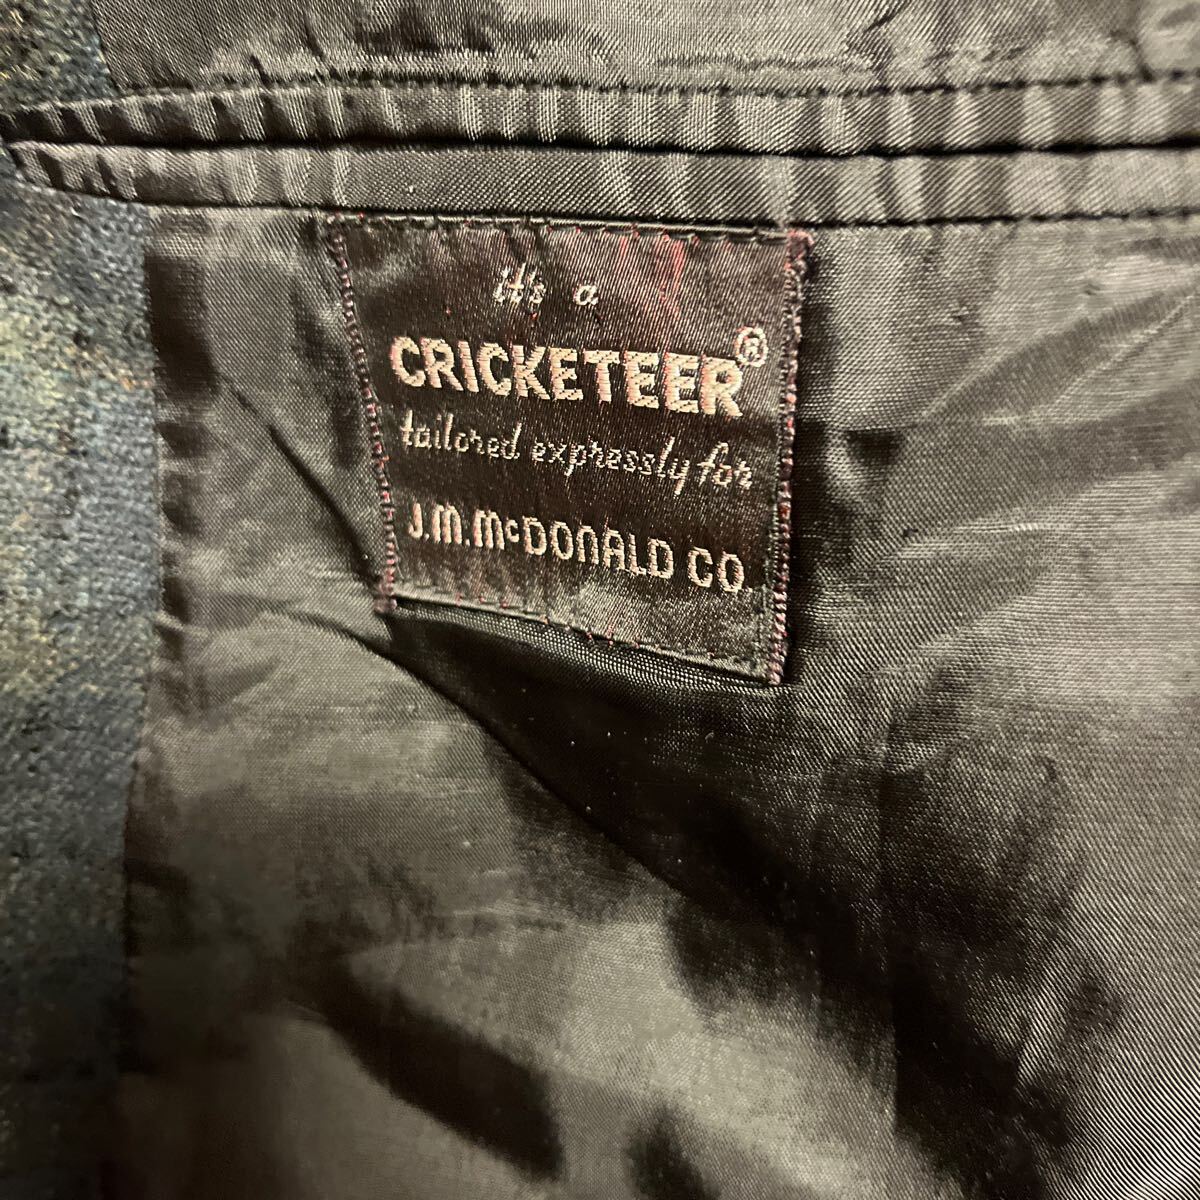 it's a
CRICKETEER®
tailored expressly for
J.M.McDONALD CO.